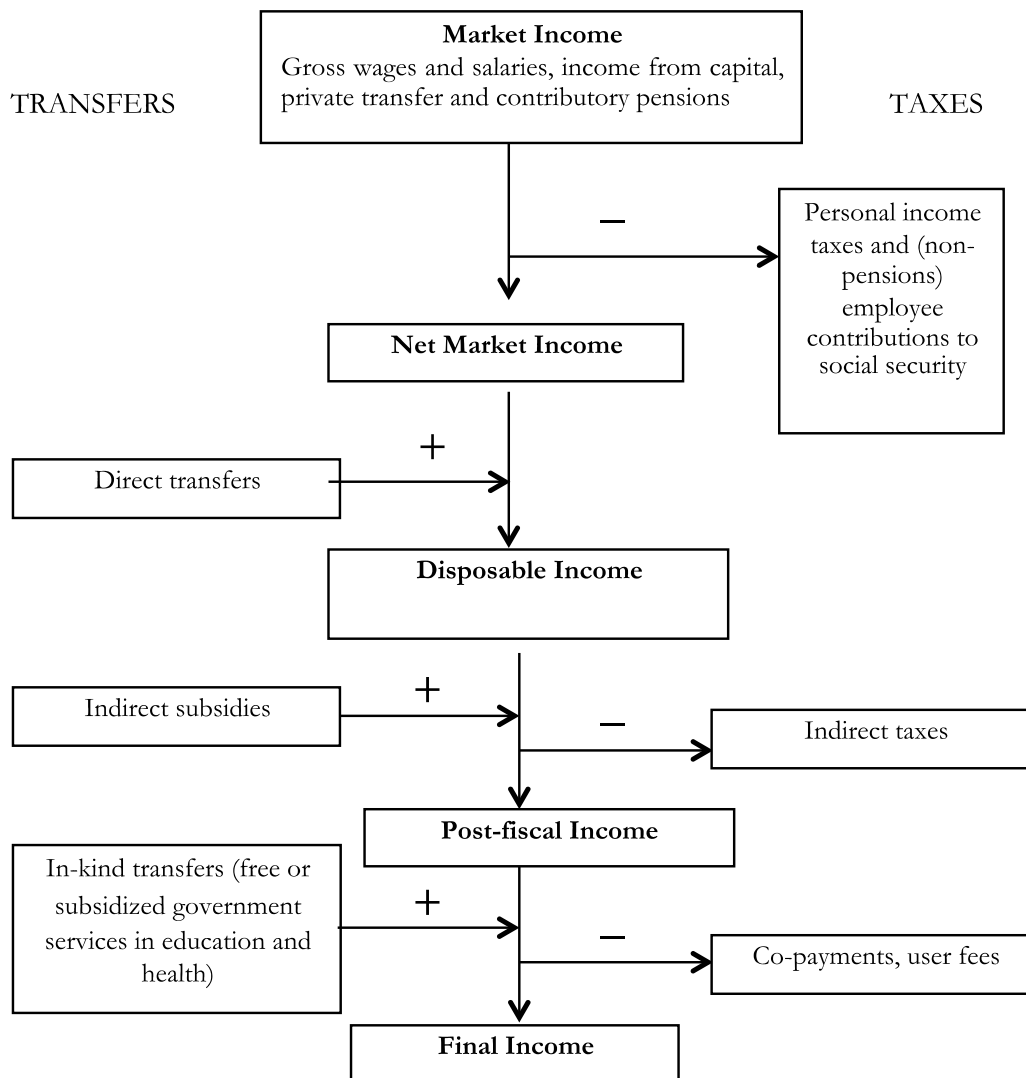 Market Income
Gross wages and salaries, income from capital,
private transfer and contributory pensions
TRANSFERS
TAXES
–
Personal income
taxes and (non-
pensions)
employee
contributions to
social security
Net Market Income
+
Direct transfers
Disposable Income
+
Indirect subsidies
–
Indirect taxes
Post-fiscal Income
In-kind transfers (free or
subsidized government
services in education and
health)
+
–
Co-payments, user fees
Final Income